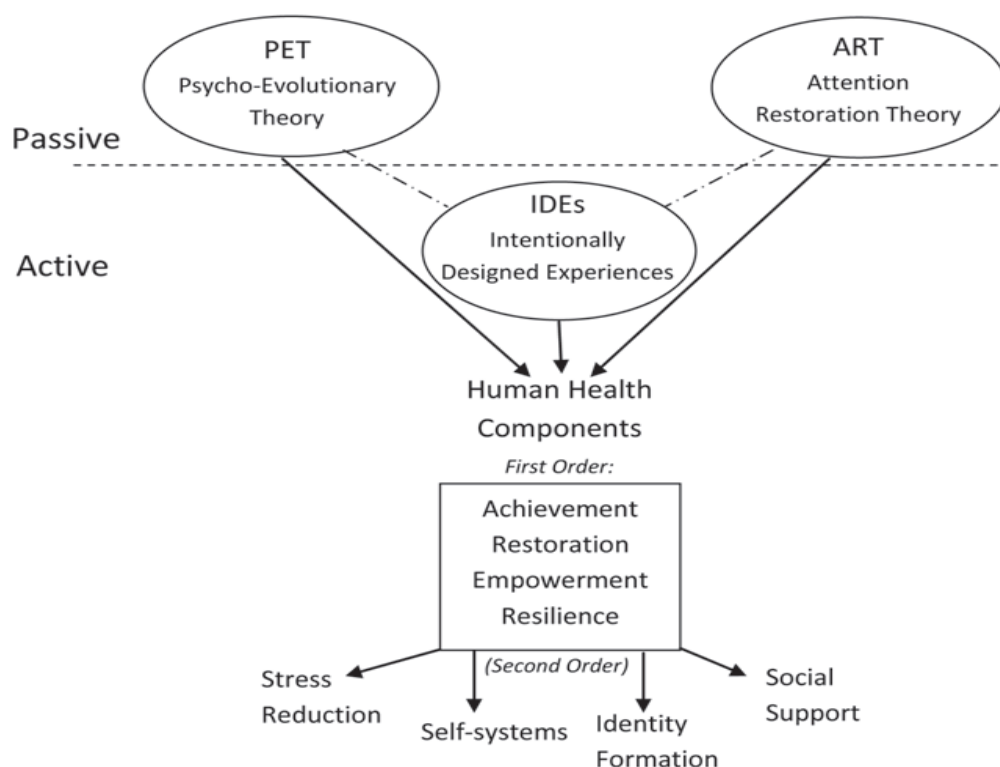 PET
Psycho-Evolutionary
Theory
ART
Attention
Restoration Theory
Passive
IDEs
Intentionally
Designed Experiences
Active
Human Health
Components
First Order:
Achievement
Restoration
Empowerment
Resilience
(Second Order)
Stress
Reduction
Self-systems
Identity
Formation
Social
Support